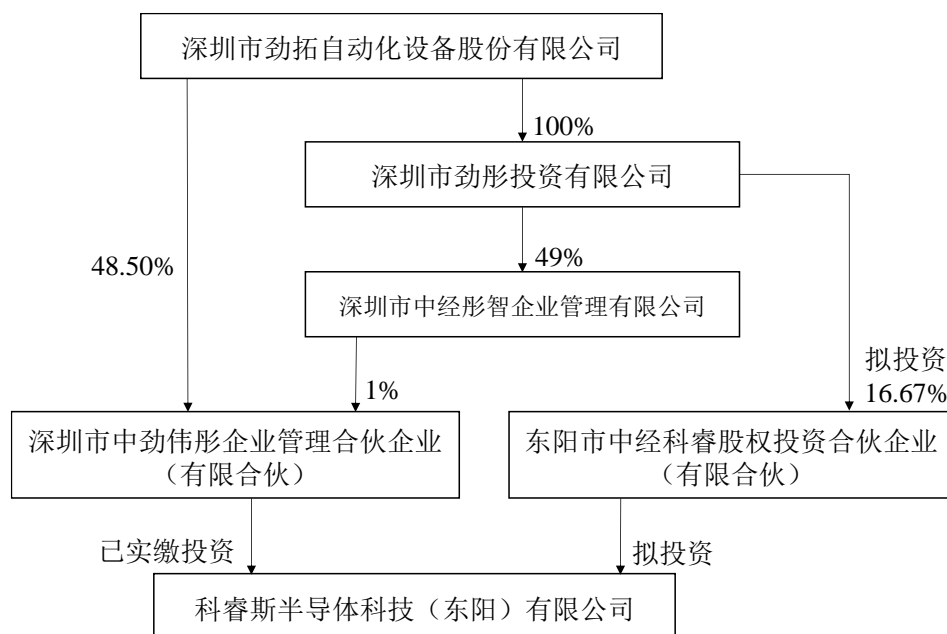 深圳市劲拓自动化设备股份有限公司
100%
深圳市劲彤投资有限公司
48.50%
49%
深圳市中经彤智企业管理有限公司
拟投资
16.67%
1%
深圳市中劲伟彤企业管理合伙企业
（有限合伙）
东阳市中经科睿股权投资合伙企业
（有限合伙）
已实缴投资
拟投资
科睿斯半导体科技（东阳）有限公司